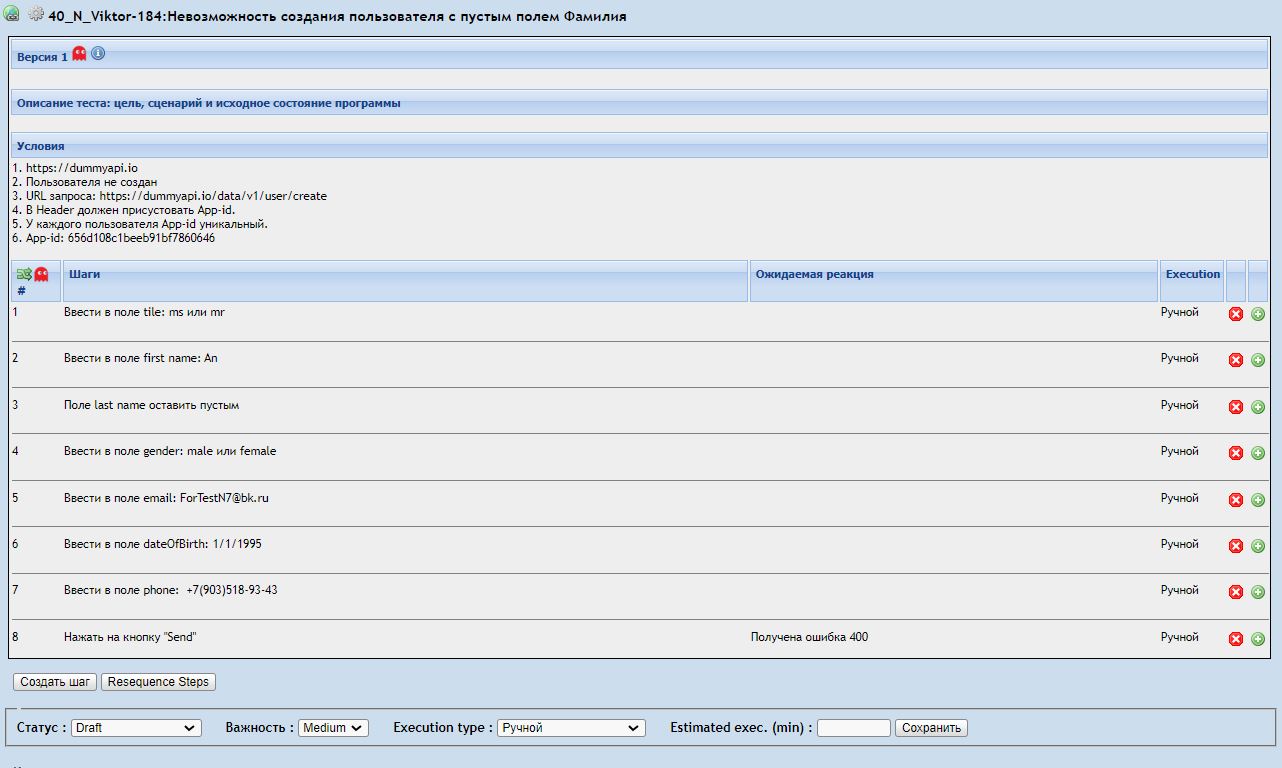 40_N_Viktor-184:Невозможность создания пользователя с пустым полем Фамилия
Версия 1
Описание теста: цель, сценарий и исходное состояние программы
Условия
1. https://dummyapi.io
2. Пользователя не создан
3. URL запроса: https://dummyapi.io/data/v1/user/create
4. В Header должен присустовать App-id.
5. У каждого пользователя App-id уникальный.
6. App-id: 656d108c1beeb91bf7860646
# Шаги Ожидаемая реакция Execution
1 Ввести в поле tile: ms или mr Ручной
2 Ввести в поле first name: An Ручной
3 Поле last name оставить пустым Ручной
4 Ввести в поле gender: male или female Ручной
5 Ввести в поле email: ForTestN7@bk.ru Ручной
6 Ввести в поле dateOfBirth: 1/1/1995 Ручной
7 Ввести в поле phone: +7(903)518-93-43 Ручной
8 Нажать на кнопку "Send" Получена ошибка 400 Ручной
Создать шаг Resequence Steps
Статус : Draft Важность : Medium Execution type : Ручной Estimated exec. (min) : Сохранить